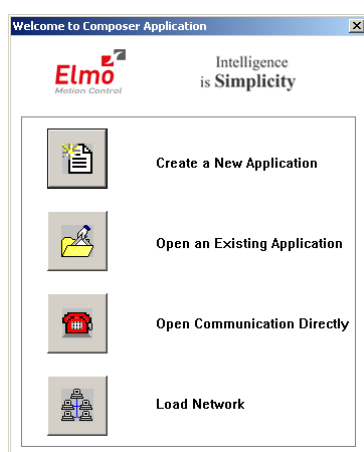 Welcome to Composer Application
Elmo
Motion Control
Intelligence
is Simplicity
Create a New Application
Open an Existing Application
Open Communication Directly
Load Network